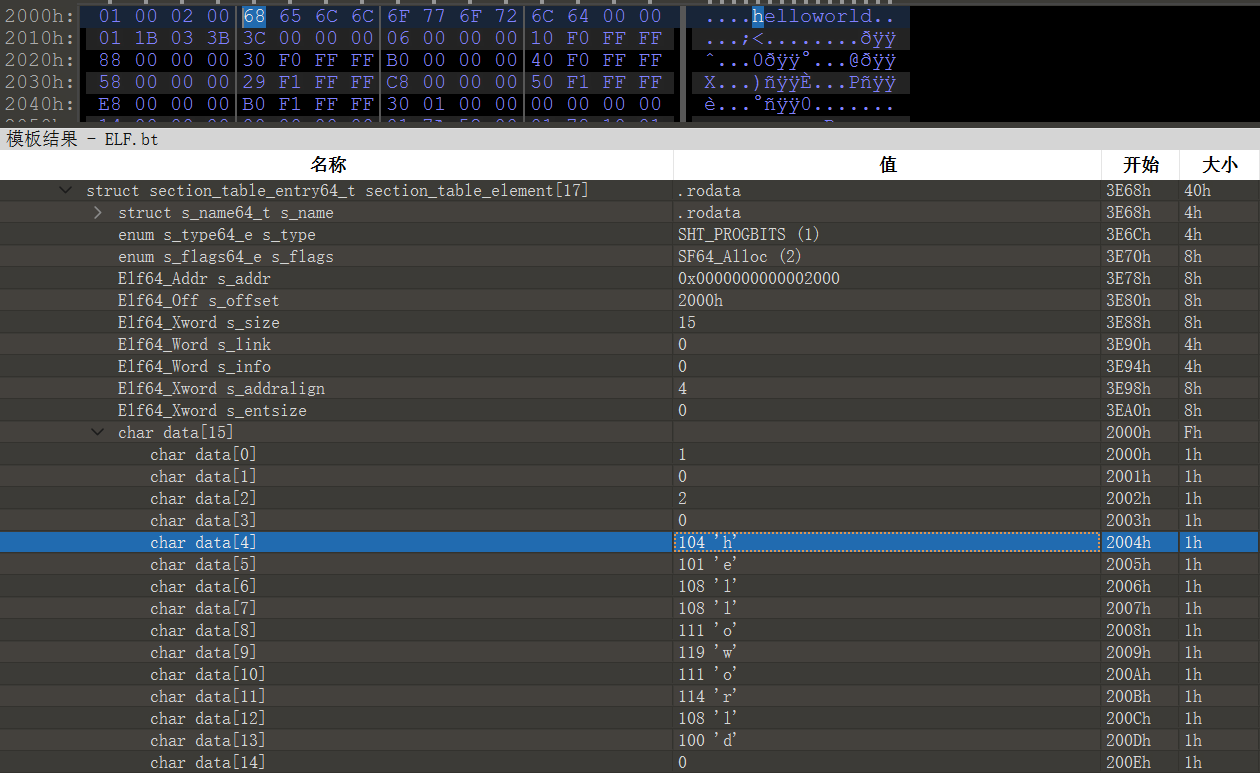 2000h: 01 00 02 00 68 65 6C 6C 6F 77 6F 72 6C 64 00 00 ....helloworld..
2010h: 01 1B 03 3B 3C 00 00 00 06 00 00 00 10 F0 FF FF ...;<........ðÿÿ
2020h: 88 00 00 00 30 F0 FF FF B0 00 00 00 40 F0 FF FF ˆ...0ðÿÿ°...@ðÿÿ
2030h: 58 00 00 00 29 F1 FF FF C8 00 00 00 50 F1 FF FF X...)ñÿÿÈ...Pñÿÿ
2040h: E8 00 00 00 B0 F1 FF FF 30 01 00 00 00 00 00 00 è...°ñÿÿ0.......
模板结果 - ELF.bt
名称 值 开始 大小
struct section_table_entry64_t section_table_element[17] .rodata 3E68h 40h
struct s_name64_t s_name .rodata 3E68h 4h
enum s_type64_e s_type SHT_PROGBITS (1) 3E6Ch 4h
enum s_flags64_e s_flags SF64_Alloc (2) 3E70h 8h
Elf64_Addr s_addr 0x0000000000002000 3E78h 8h
Elf64_Off s_offset 2000h 3E80h 8h
Elf64_Xword s_size 15 3E88h 8h
Elf64_Word s_link 0 3E90h 4h
Elf64_Word s_info 0 3E94h 4h
Elf64_Xword s_addralign 4 3E98h 8h
Elf64_Xword s_entsize 0 3EA0h 8h
char data[15] 2000h Fh
char data[0] 1 2000h 1h
char data[1] 0 2001h 1h
char data[2] 2 2002h 1h
char data[3] 0 2003h 1h
char data[4] 104 'h' 2004h 1h
char data[5] 101 'e' 2005h 1h
char data[6] 108 'l' 2006h 1h
char data[7] 108 'l' 2007h 1h
char data[8] 111 'o' 2008h 1h
char data[9] 119 'w' 2009h 1h
char data[10] 111 'o' 200Ah 1h
char data[11] 114 'r' 200Bh 1h
char data[12] 108 'l' 200Ch 1h
char data[13] 100 'd' 200Dh 1h
char data[14] 0 200Eh 1h